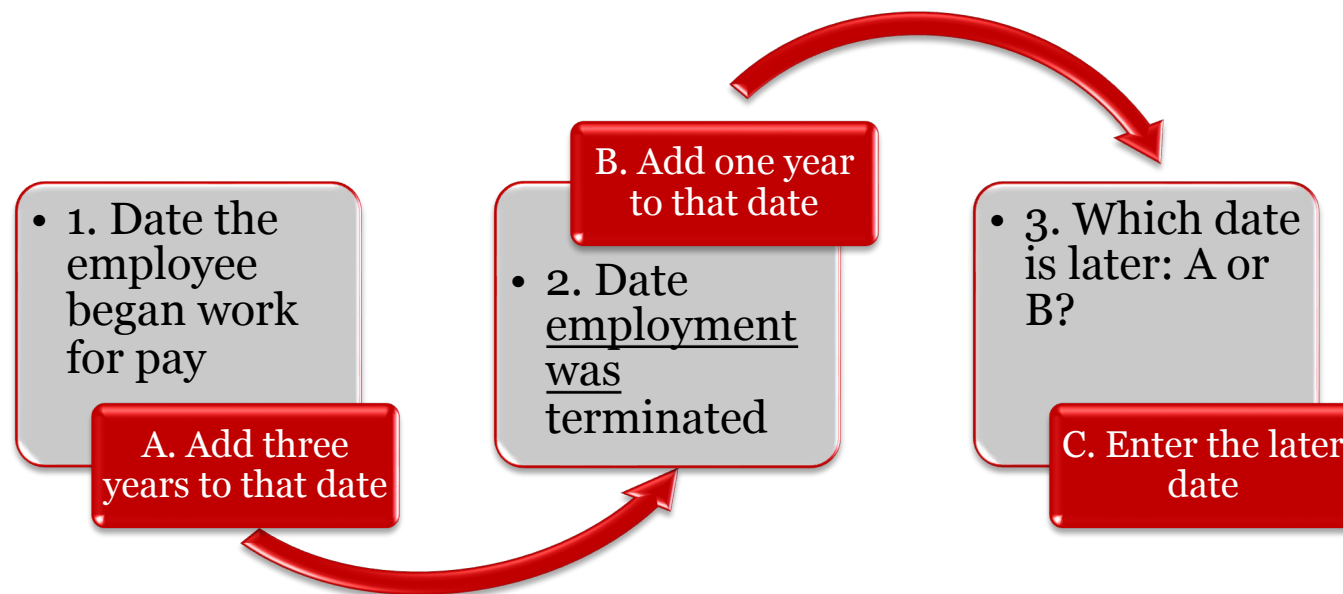 • 1. Date the
employee
began work
for pay
A. Add three
years to that date
B. Add one year
to that date
• 2. Date
employment
was
terminated
• 3. Which date
is later: A or
B?
C. Enter the later
date